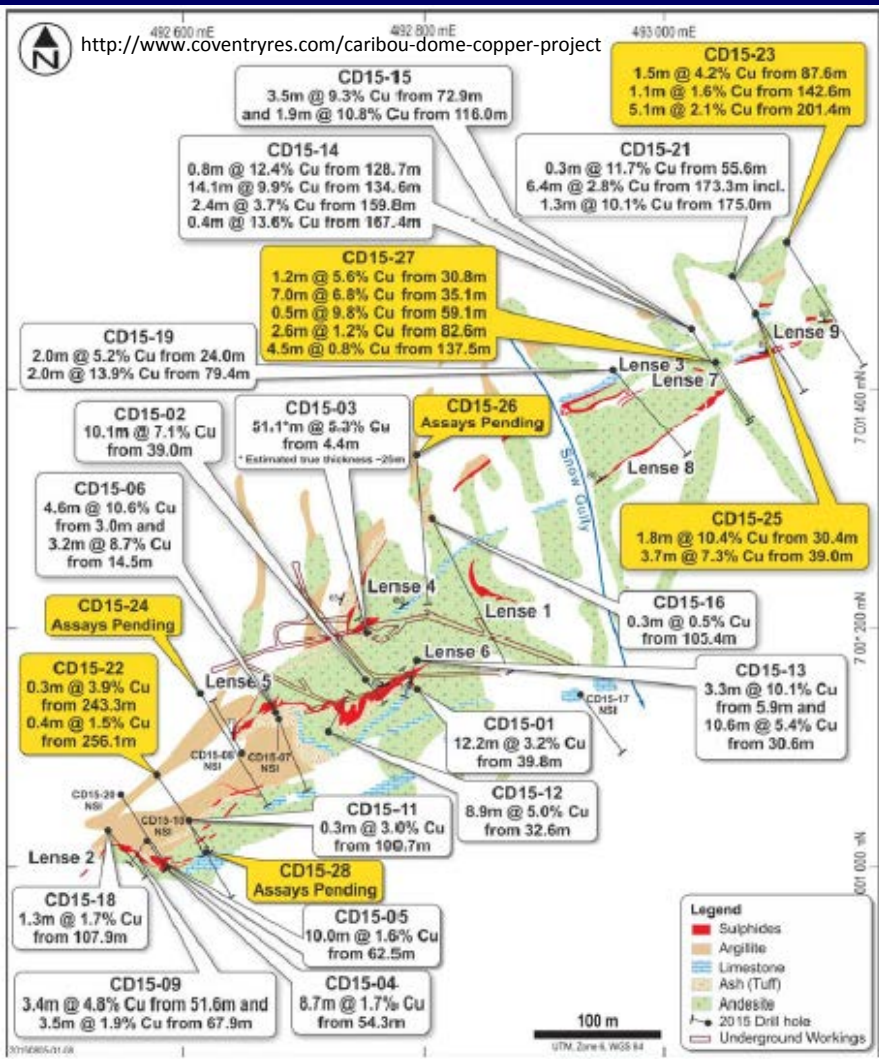 492 600 mE
492 800 mE
493 000 mE
N
http://www.coventryres.com/caribou-dome-copper-project
CD15-23
1.5m @ 4.2% Cu from 87.6m
1.1m @ 1.6% Cu from 142.6m
5.1m @ 2.1% Cu from 201.4m
CD15-15
3.5m @ 9.3% Cu from 72.9m
and 1.9m @ 10.8% Cu from 116.0m
CD15-14
0.8m @ 12.4% Cu from 128.7m
14.1m @ 9.9% Cu from 134.6m
2.4m @ 3.7% Cu from 159.8m
0.4m @ 13.6% Cu from 167.4m
CD15-21
0.3m @ 11.7% Cu from 55.6m
6.4m @ 2.8% Cu from 173.3m incl.
1.3m @ 10.1% Cu from 175.0m
CD15-27
1.2m @ 5.6% Cu from 30.8m
7.0m @ 6.8% Cu from 35.1m
0.5m @ 9.8% Cu from 59.1m
2.6m @ 1.2% Cu from 82.6m
4.5m @ 0.8% Cu from 137.5m
CD15-19
2.0m @ 5.2% Cu from 24.0m
2.0m @ 13.9% Cu from 79.4m
Lense 9
Lense 3
Lense 7
Lense 8
7 001 400 mN
CD15-02
10.1m @ 7.1% Cu
from 39.0m
CD15-03
51.1*m @ 5.3% Cu
from 4.4m
* Estimated true thickness ~25m
CD15-26
Assays Pending
Snow Gully
CD15-06
4.6m @ 10.6% Cu
from 3.0m and
3.2m @ 8.7% Cu
from 14.5m
CD15-25
1.8m @ 10.4% Cu from 30.4m
3.7m @ 7.3% Cu from 39.0m
CD15-24
Assays Pending
Lense 4
Lense 1
CD15-16
0.3m @ 0.5% Cu
from 105.4m
200 mN
CD15-22
0.3m @ 3.9% Cu
from 243.3m
0.4m @ 1.5% Cu
from 256.1m
Lense 5
Lense 6
CD15-13
3.3m @ 10.1% Cu
from 5.9m and
10.6m @ 5.4% Cu
from 30.6m
CD15-17
NSI
CD15-01
12.2m @ 3.2% Cu
from 39.8m
CD15-08
NSI
CD15-07
NSI
CD15-12
8.9m @ 5.0% Cu
from 32.6m
CD15-20
NSI
CD15-10
NSI
CD15-11
0.3m @ 3.0% Cu
from 100.7m
Lense 2
CD15-28
Assays Pending
001 000 mN
CD15-18
1.3m @ 1.7% Cu
from 107.9m
CD15-05
10.0m @ 1.6% Cu
from 62.5m
CD15-09
3.4m @ 4.8% Cu from 51.6m and
3.5m @ 1.9% Cu from 67.9m
CD15-04
8.7m @ 1.7% Cu
from 54.3m
Legend
Sulphides
Argillite
Limestone
Ash (Tuff)
Andesite
2015 Drill hole
Underground Workings
100 m
UTM, Zone 6, WGS 84